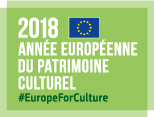 2018
ANNÉE EUROPÉENNE
DU PATRIMOINE
CULTUREL
#EuropeForCulture